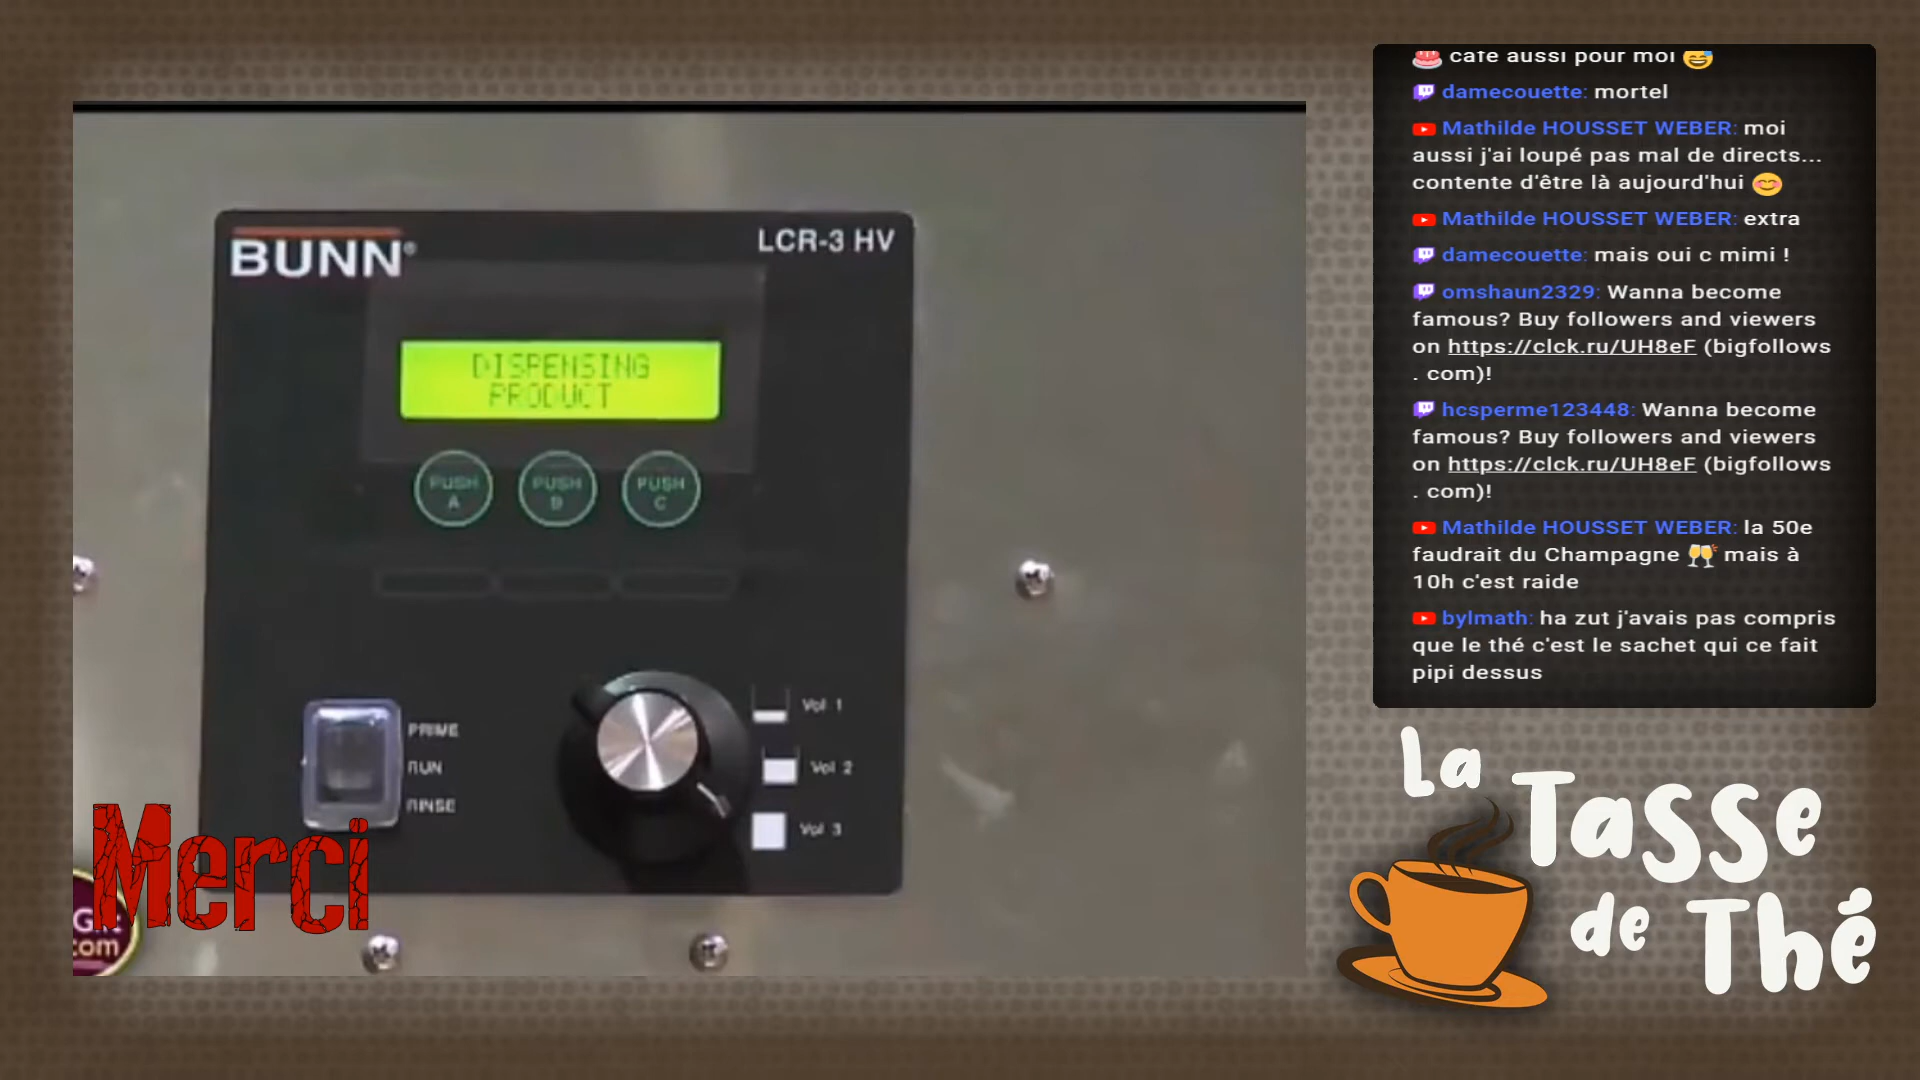 BUNN®
LCR-3 HV
DISPENSING
PRODUCT
PUSH
A
PUSH
B
PUSH
C
PRIME
RUN
RINSE
Vol 1
Vol 2
Vol 3
Merci
com
🎂 café aussi pour moi 😅
damecouette: mortel
Mathilde HOUSSET WEBER: moi
aussi j'ai loupé pas mal de directs...
contente d'être là aujourd'hui 😊
Mathilde HOUSSET WEBER: extra
damecouette: mais oui c mimi !
omshaun2329: Wanna become
famous? Buy followers and viewers
on https://clck.ru/UH8eF (bigfollows
. com)!
hcsperme123448: Wanna become
famous? Buy followers and viewers
on https://clck.ru/UH8eF (bigfollows
. com)!
Mathilde HOUSSET WEBER: la 50e
faudrait du Champagne 🥂 mais à
10h c'est raide
bylmath: ha zut j'avais pas compris
que le thé c'est le sachet qui ce fait
pipi dessus
La
Tasse
de Thé